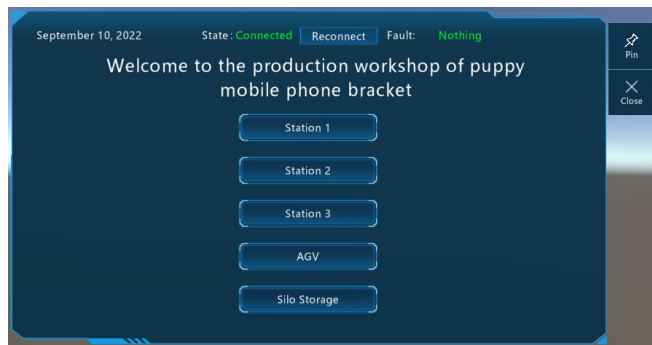 September 10, 2022 State : Connected Reconnect Fault: Nothing
Welcome to the production workshop of puppy
mobile phone bracket
Station 1
Station 2
Station 3
AGV
Silo Storage
Pin
Close